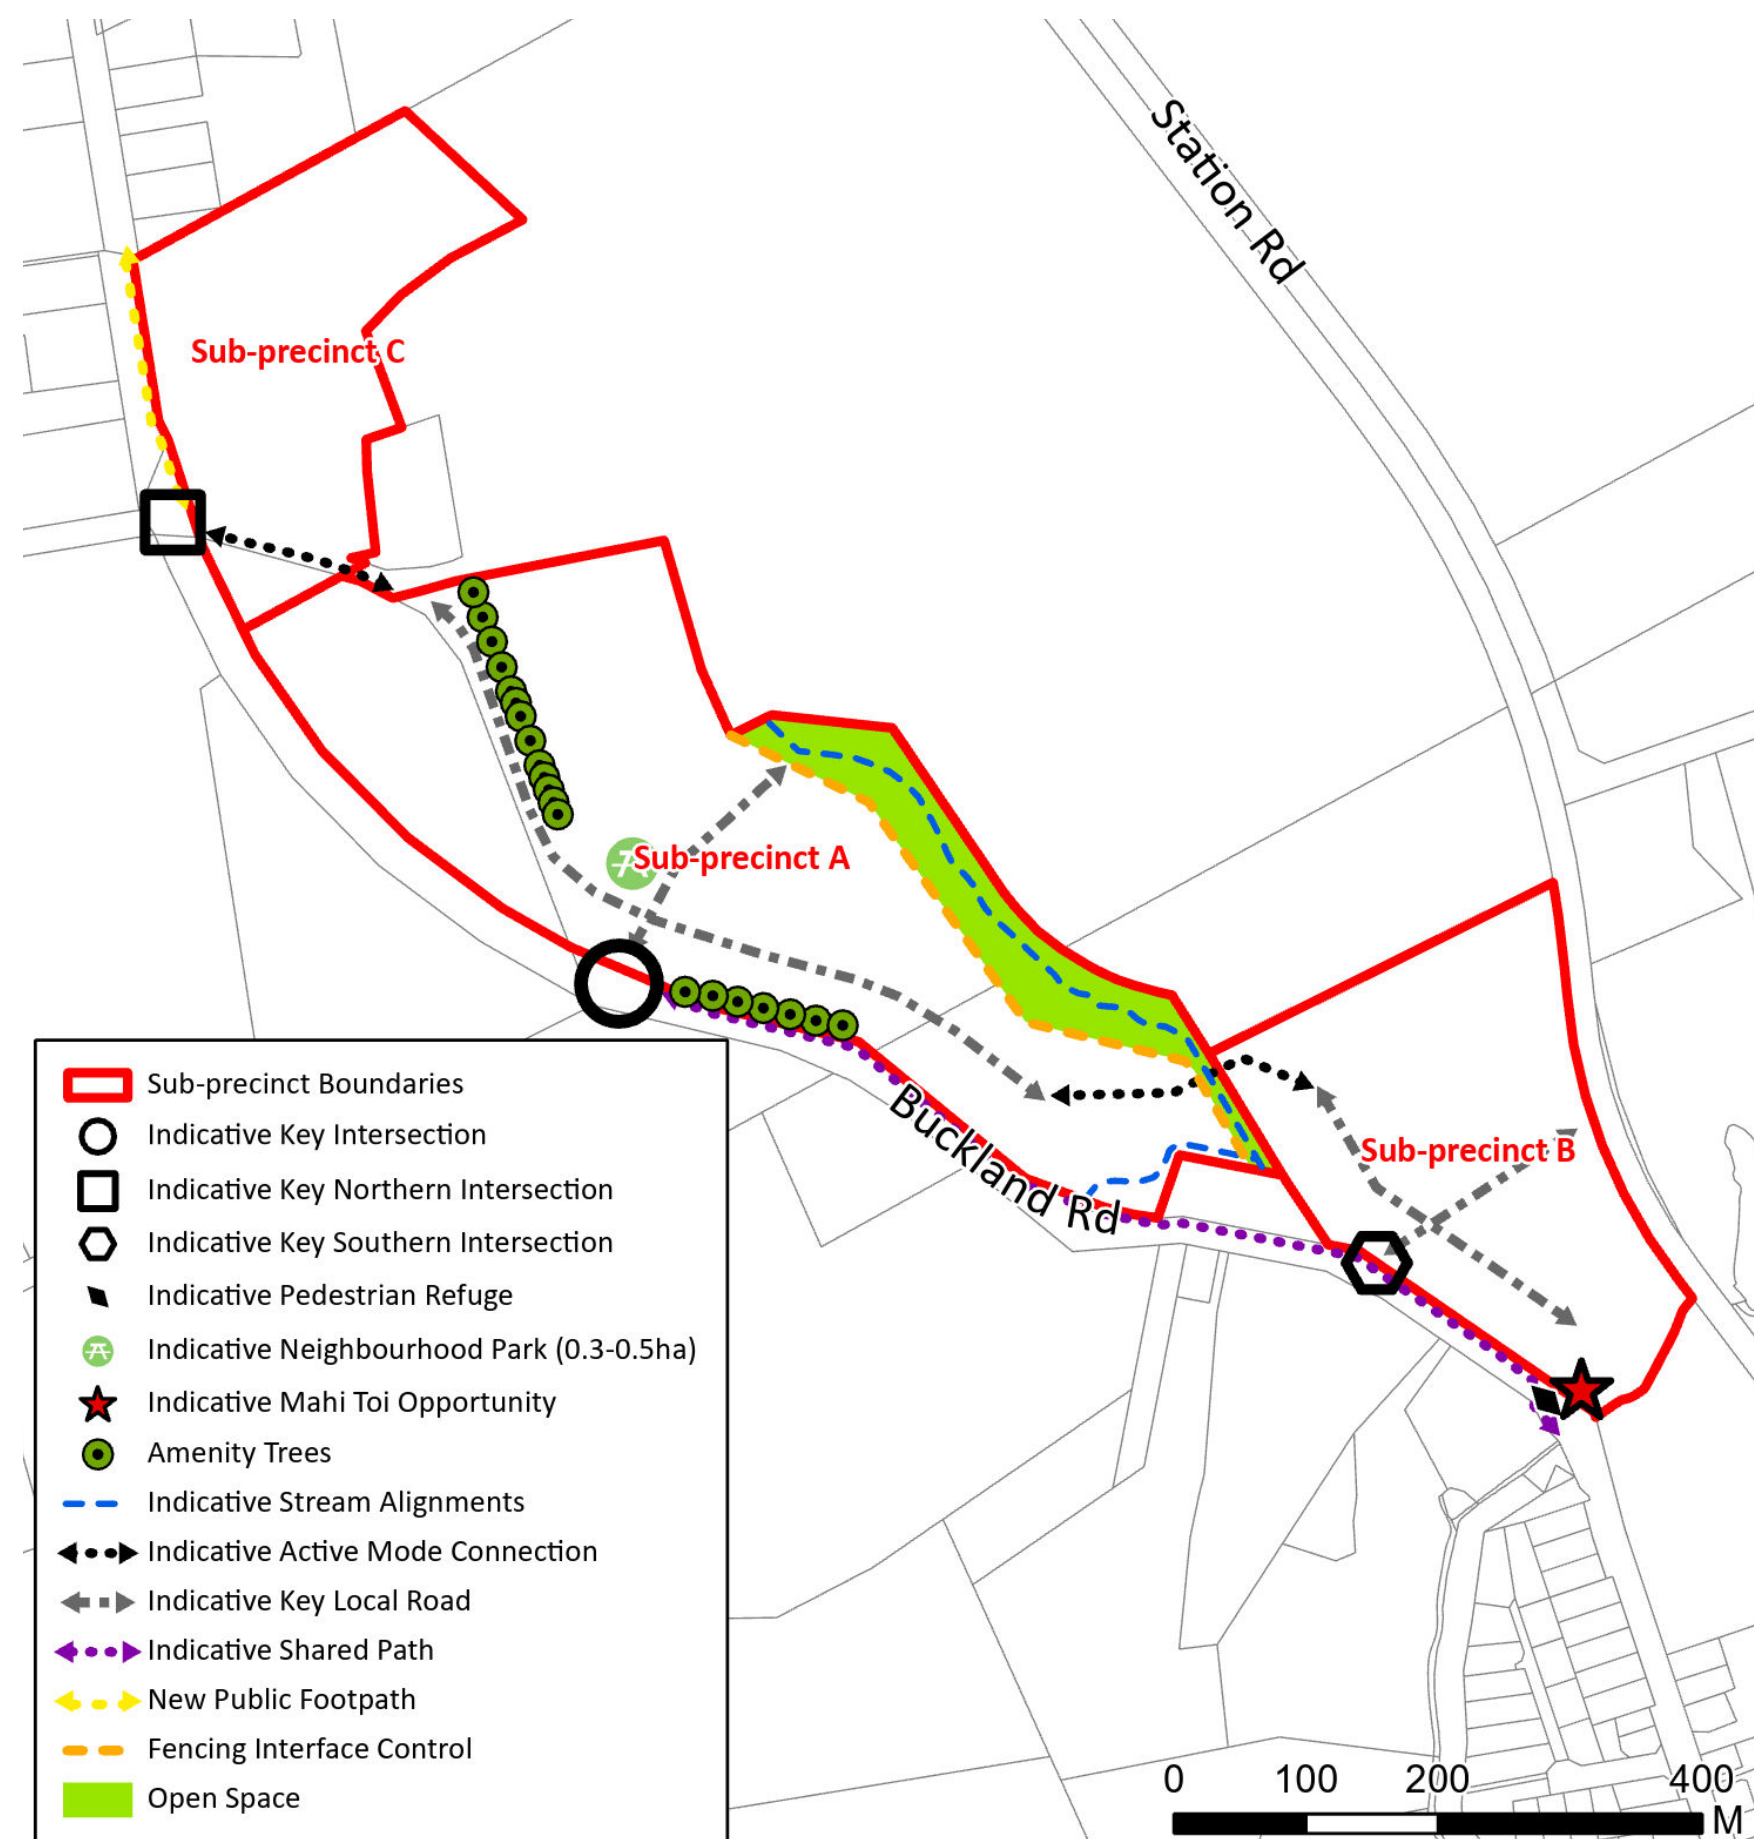 Station Rd
Sub-precinct C
Sub-precinct A
Sub-precinct B
Buckland Rd
Sub-precinct Boundaries
Indicative Key Intersection
Indicative Key Northern Intersection
Indicative Key Southern Intersection
Indicative Pedestrian Refuge
Indicative Neighbourhood Park (0.3-0.5ha)
Indicative Mahi Toi Opportunity
Amenity Trees
Indicative Stream Alignments
Indicative Active Mode Connection
Indicative Key Local Road
Indicative Shared Path
New Public Footpath
Fencing Interface Control
Open Space
0 100 200 400
M